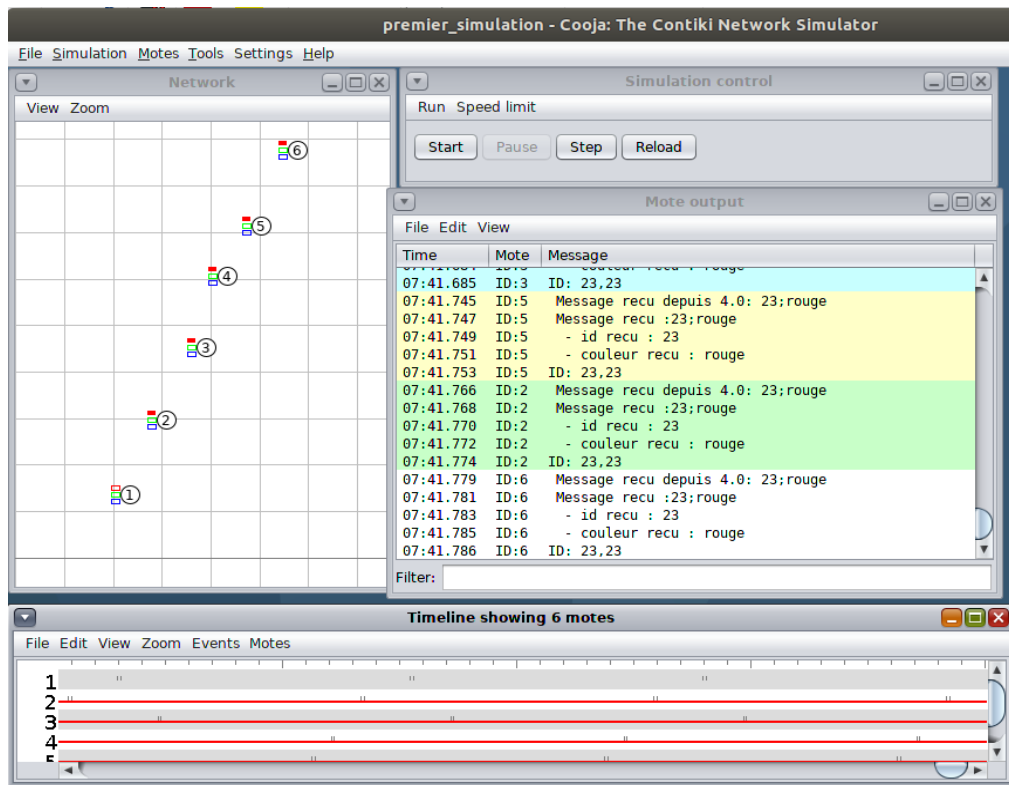 premier_simulation - Cooja: The Contiki Network Simulator
File Simulation Motes Tools Settings Help
Network
View Zoom
6
5
4
3
2
1
Simulation control
Run Speed limit
Start Pause Step Reload
Mote output
File Edit View
Time Mote Message
07:41.685 ID:3 ID: 23,23
07:41.745 ID:5 Message recu depuis 4.0: 23;rouge
07:41.747 ID:5 Message recu :23;rouge
07:41.749 ID:5 - id recu : 23
07:41.751 ID:5 - couleur recu : rouge
07:41.753 ID:5 ID: 23,23
07:41.766 ID:2 Message recu depuis 4.0: 23;rouge
07:41.768 ID:2 Message recu :23;rouge
07:41.770 ID:2 - id recu : 23
07:41.772 ID:2 - couleur recu : rouge
07:41.774 ID:2 ID: 23,23
07:41.779 ID:6 Message recu depuis 4.0: 23;rouge
07:41.781 ID:6 Message recu :23;rouge
07:41.783 ID:6 - id recu : 23
07:41.785 ID:6 - couleur recu : rouge
07:41.786 ID:6 ID: 23,23
Filter:
Timeline showing 6 motes
File Edit View Zoom Events Motes
1
2
3
4
5